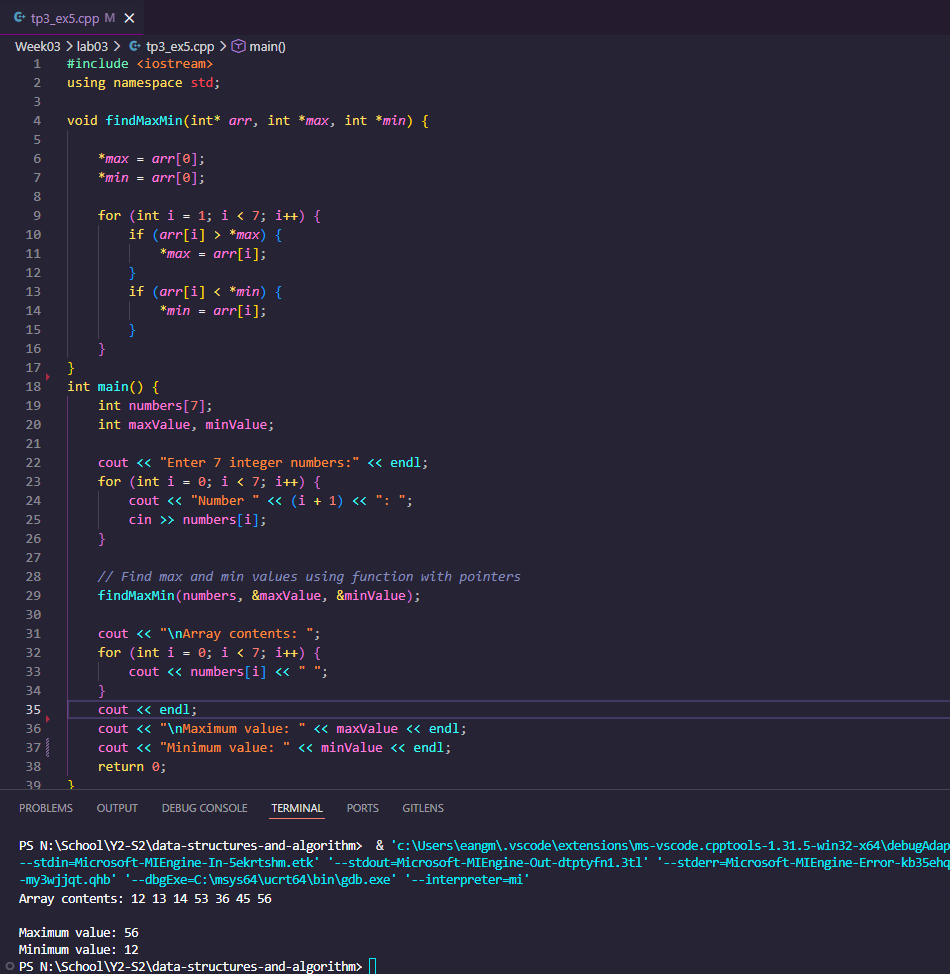 tp3_ex5.cpp M
Week03 > lab03 > tp3_ex5.cpp > main()
1 #include <iostream>
2 using namespace std;
3
4 void findMaxMin(int* arr, int *max, int *min) {
5
6 *max = arr[0];
7 *min = arr[0];
8
9 for (int i = 1; i < 7; i++) {
10 if (arr[i] > *max) {
11 *max = arr[i];
12 }
13 if (arr[i] < *min) {
14 *min = arr[i];
15 }
16 }
17 }
18 int main() {
19 int numbers[7];
20 int maxValue, minValue;
21
22 cout << "Enter 7 integer numbers:" << endl;
23 for (int i = 0; i < 7; i++) {
24 cout << "Number " << (i + 1) << ": ";
25 cin >> numbers[i];
26 }
27
28 // Find max and min values using function with pointers
29 findMaxMin(numbers, &maxValue, &minValue);
30
31 cout << "\nArray contents: ";
32 for (int i = 0; i < 7; i++) {
33 cout << numbers[i] << " ";
34 }
35 cout << endl;
36 cout << "\nMaximum value: " << maxValue << endl;
37 cout << "Minimum value: " << minValue << endl;
38 return 0;
39 }
PROBLEMS OUTPUT DEBUG CONSOLE TERMINAL PORTS GITLENS
PS N:\School\Y2-S2\data-structures-and-algorithm> & 'c:\Users\eangm\.vscode\extensions\ms-vscode.cpptools-1.31.5-win32-x64\debugAdap
--stdin=Microsoft-MIEngine-In-5ekrtshm.etk' '--stdout=Microsoft-MIEngine-Out-dtptyfn1.3tl' '--stderr=Microsoft-MIEngine-Error-kb35ehq
-my3wjjqt.qhb' '--dbgExe=C:\msys64\ucrt64\bin\gdb.exe' '--interpreter=mi'
Array contents: 12 13 14 53 36 45 56
Maximum value: 56
Minimum value: 12
PS N:\School\Y2-S2\data-structures-and-algorithm>